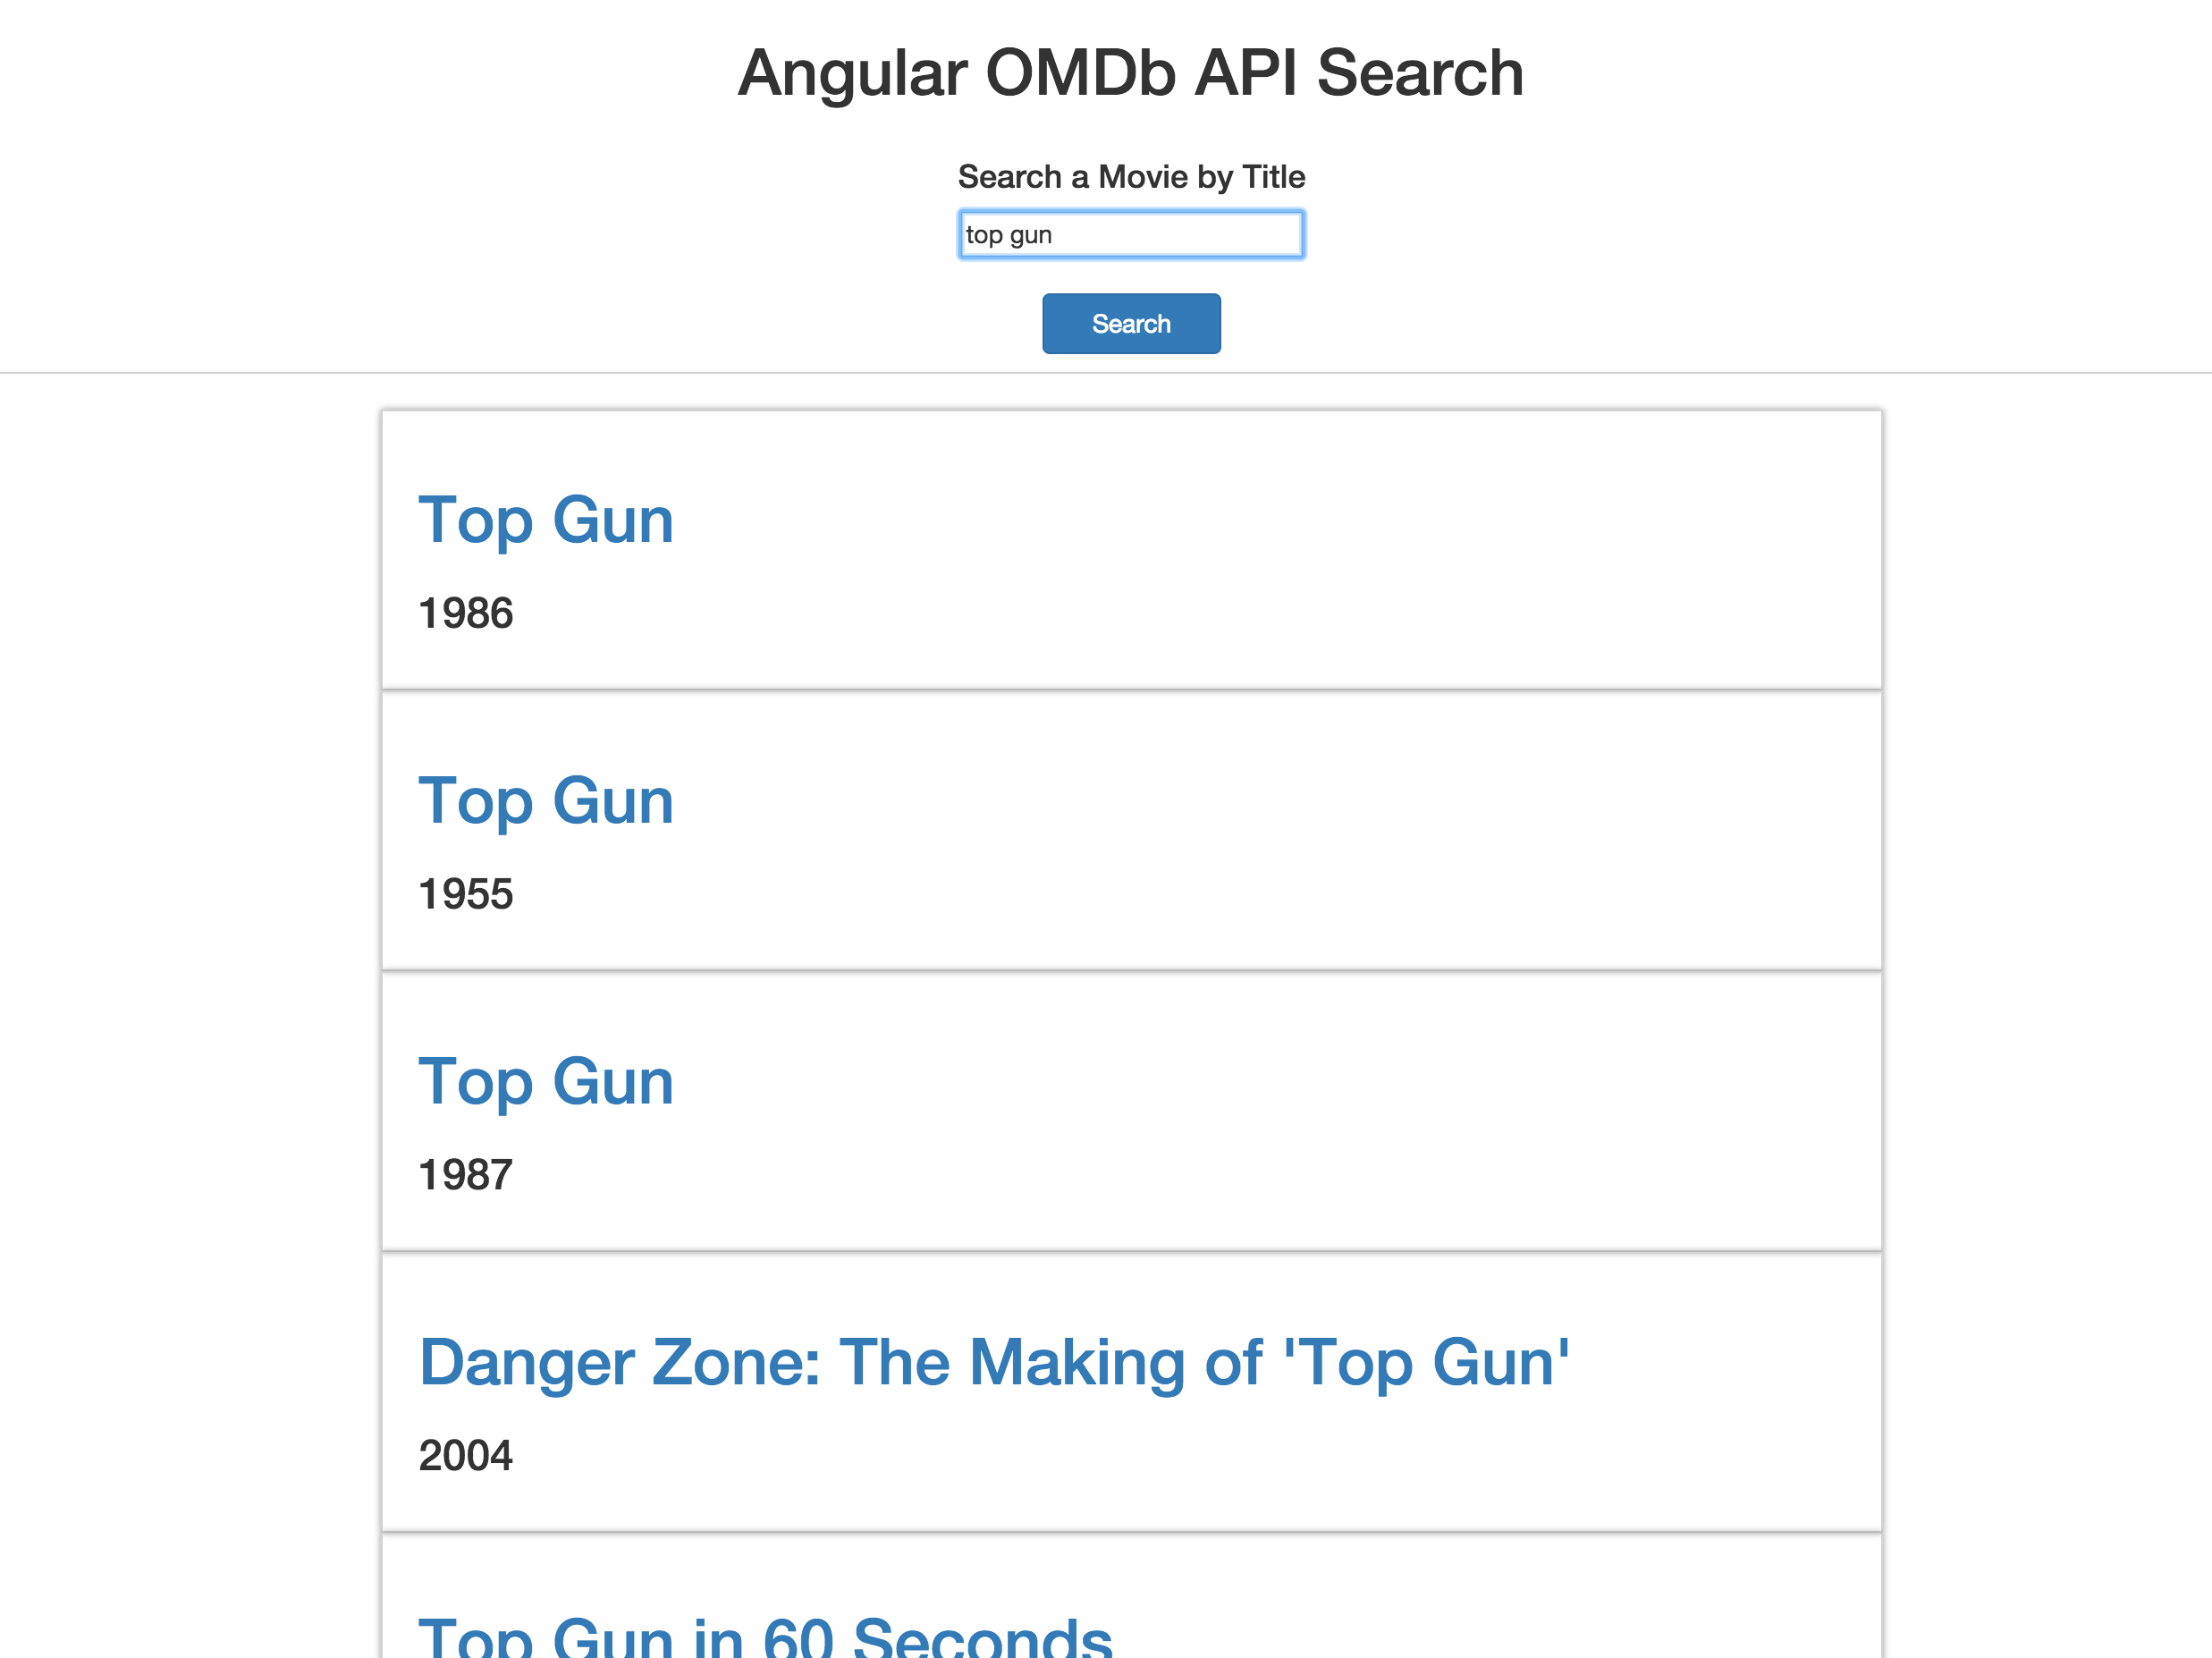 Angular OMDb API Search
Search a Movie by Title
top gun
Search
Top Gun
1986
Top Gun
1955
Top Gun
1987
Danger Zone: The Making of 'Top Gun'
2004
Top Gun in 60 Seconds